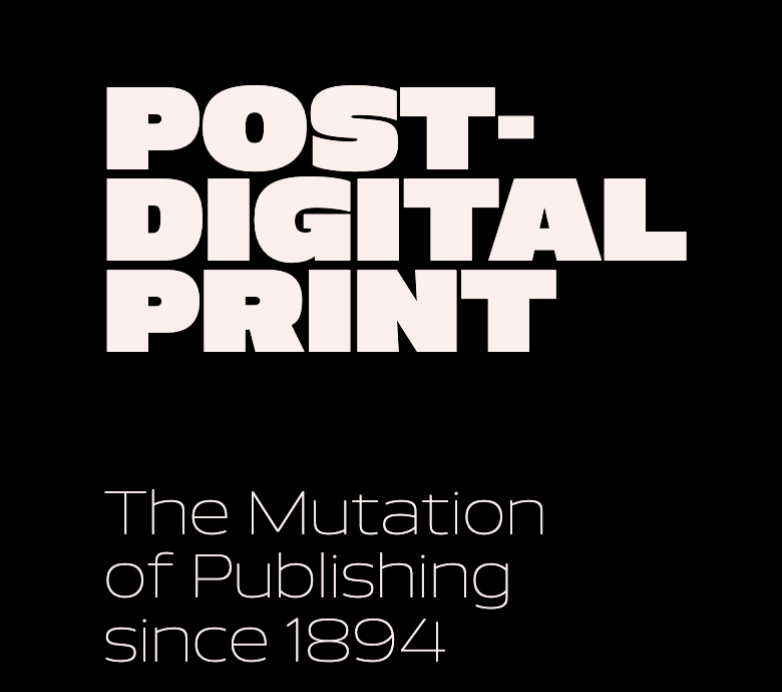 POST-
DIGITAL
PRINT
The Mutation
of Publishing
since 1894